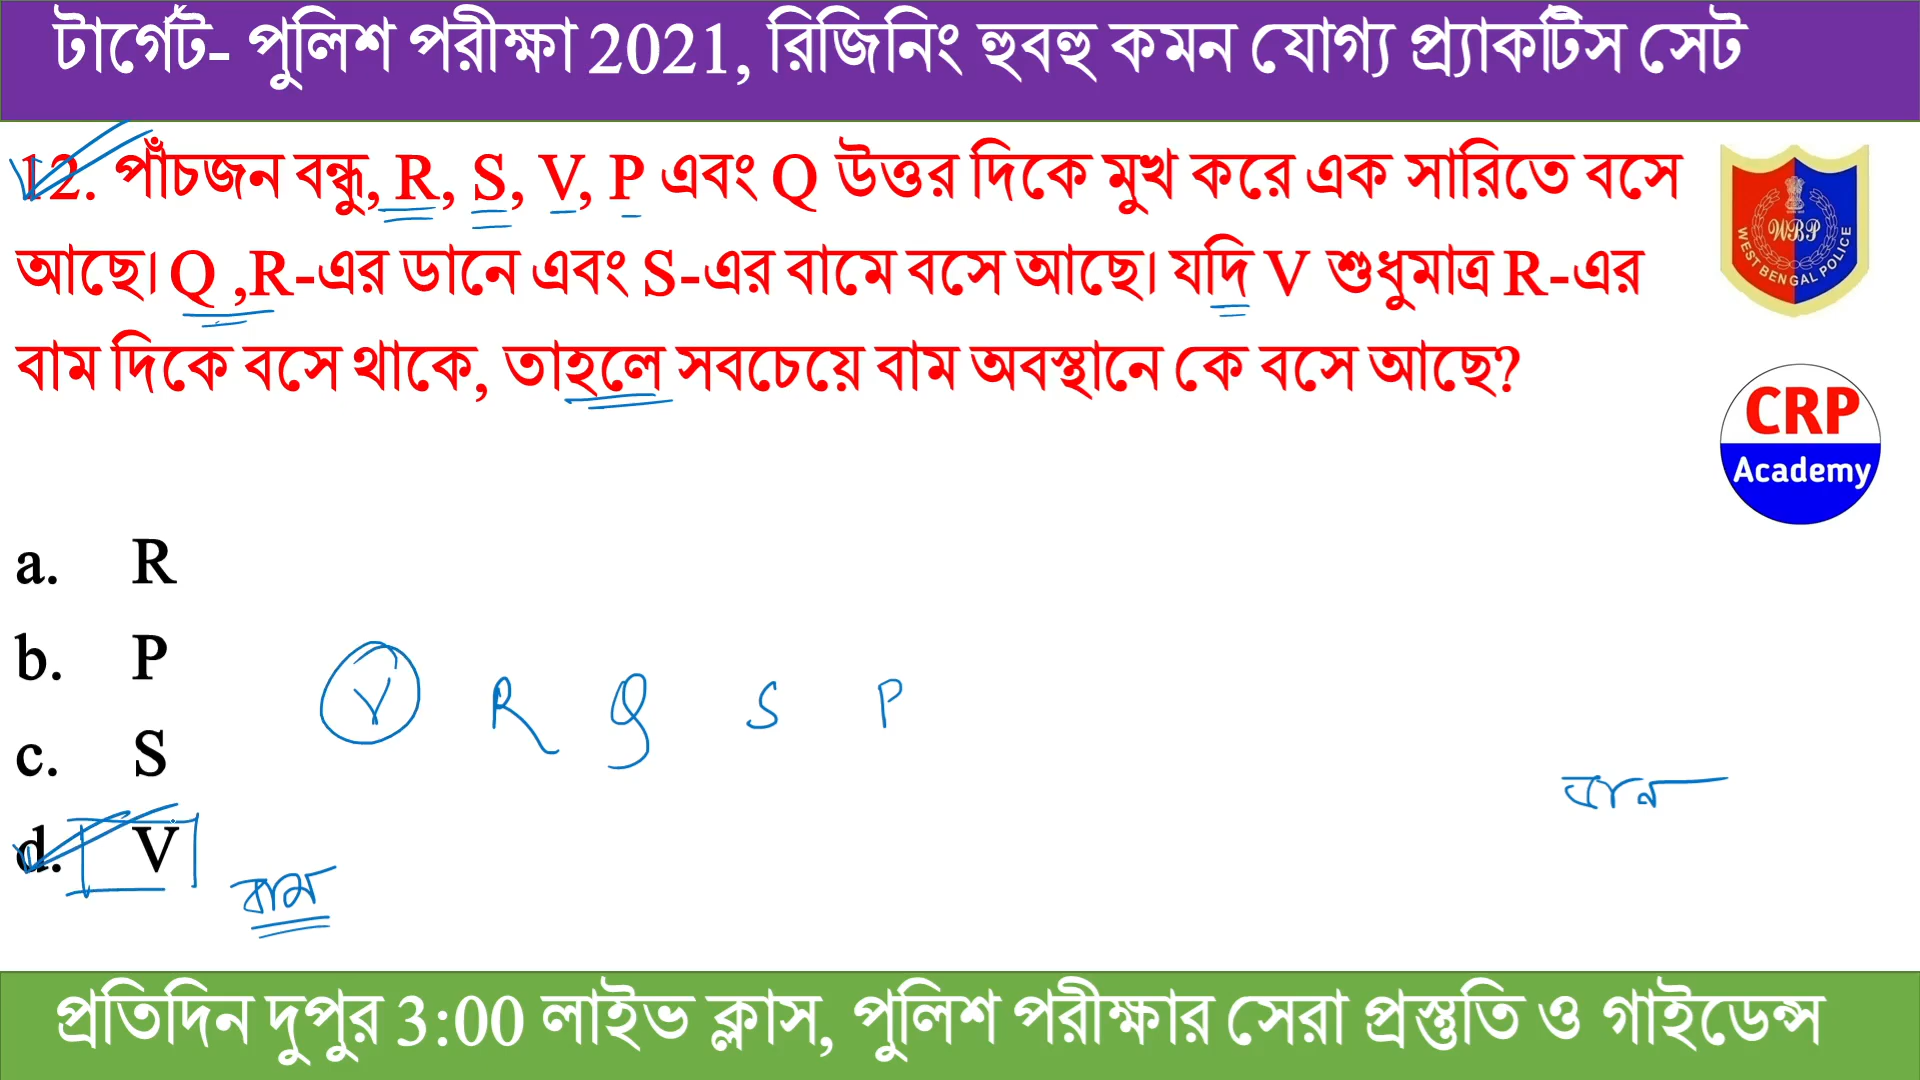 টার্গেট- পুলিশ পরীক্ষা 2021, রিজিনিং হুবহু কমন যোগ্য প্র্যাকটিস সেট
12. পাঁচজন বন্ধু, R, S, V, P এবং Q উত্তর দিকে মুখ করে এক সারিতে বসে
আছে। Q ,R-এর ডানে এবং S-এর বামে বসে আছে। যদি V শুধুমাত্র R-এর
বাম দিকে বসে থাকে, তাহলে সবচেয়ে বাম অবস্থানে কে বসে আছে?
WBP
WEST BENGAL POLICE
CRP
Academy
a. R
b. P
c. S
d. V
V R Q S P
বাম
প্রতিদিন দুপুর 3:00 লাইভ ক্লাস, পুলিশ পরীক্ষার সেরা প্রস্তুতি ও গাইডেন্স